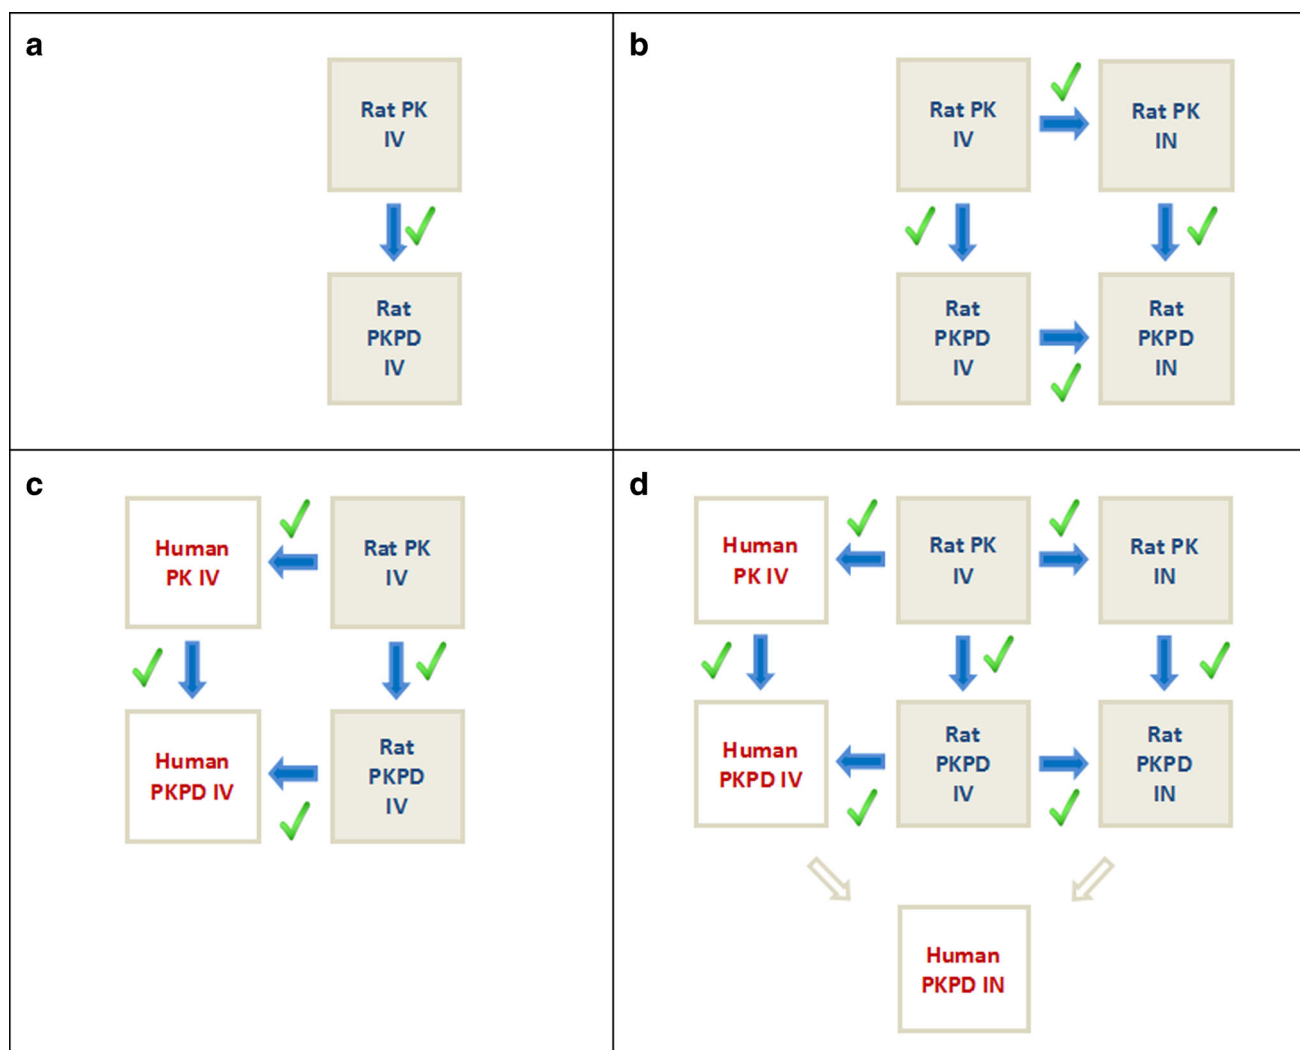 a
Rat PK
IV
Rat
PKPD
IV
b
Rat PK
IV
Rat PK
IN
Rat
PKPD
IV
Rat
PKPD
IN
c
Human
PK IV
Rat PK
IV
Human
PKPD IV
Rat
PKPD
IV
d
Human
PK IV
Rat PK
IV
Rat PK
IN
Human
PKPD IV
Rat
PKPD
IV
Rat
PKPD
IN
Human
PKPD IN